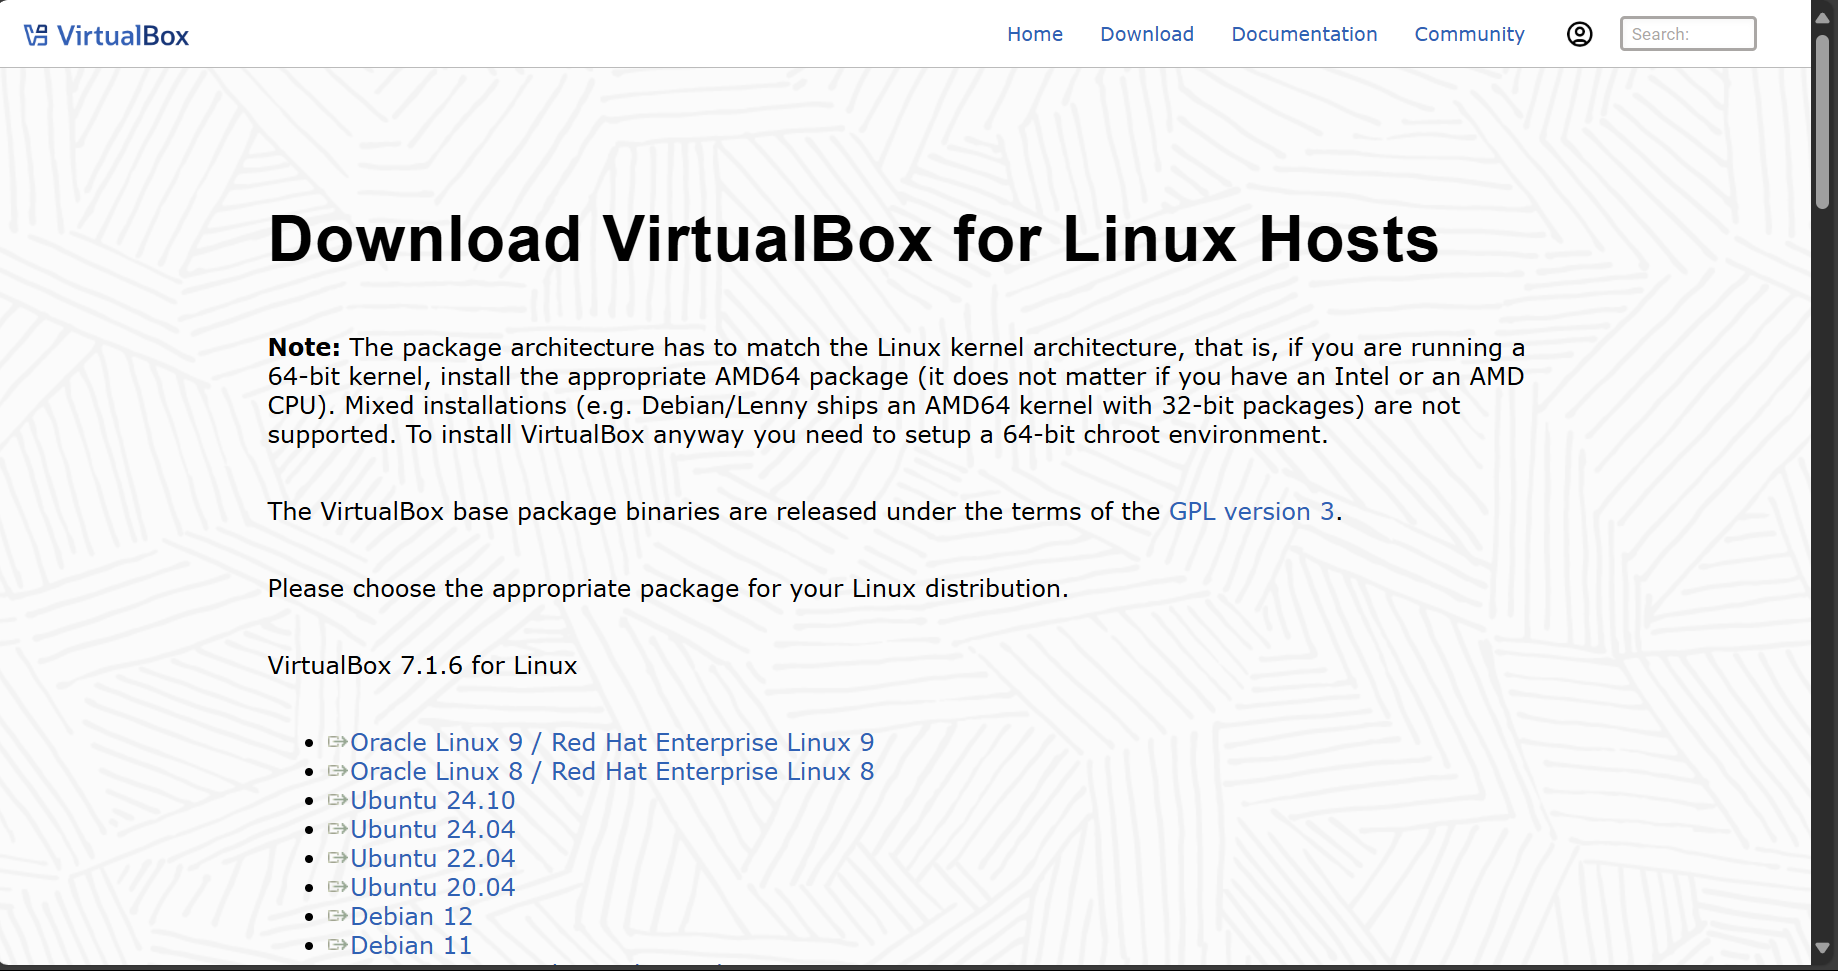 VirtualBox
Home Download Documentation Community Search:
Download VirtualBox for Linux Hosts
Note: The package architecture has to match the Linux kernel architecture, that is, if you are running a
64-bit kernel, install the appropriate AMD64 package (it does not matter if you have an Intel or an AMD
CPU). Mixed installations (e.g. Debian/Lenny ships an AMD64 kernel with 32-bit packages) are not
supported. To install VirtualBox anyway you need to setup a 64-bit chroot environment.
The VirtualBox base package binaries are released under the terms of the GPL version 3.
Please choose the appropriate package for your Linux distribution.
VirtualBox 7.1.6 for Linux
Oracle Linux 9 / Red Hat Enterprise Linux 9
Oracle Linux 8 / Red Hat Enterprise Linux 8
Ubuntu 24.10
Ubuntu 24.04
Ubuntu 22.04
Ubuntu 20.04
Debian 12
Debian 11